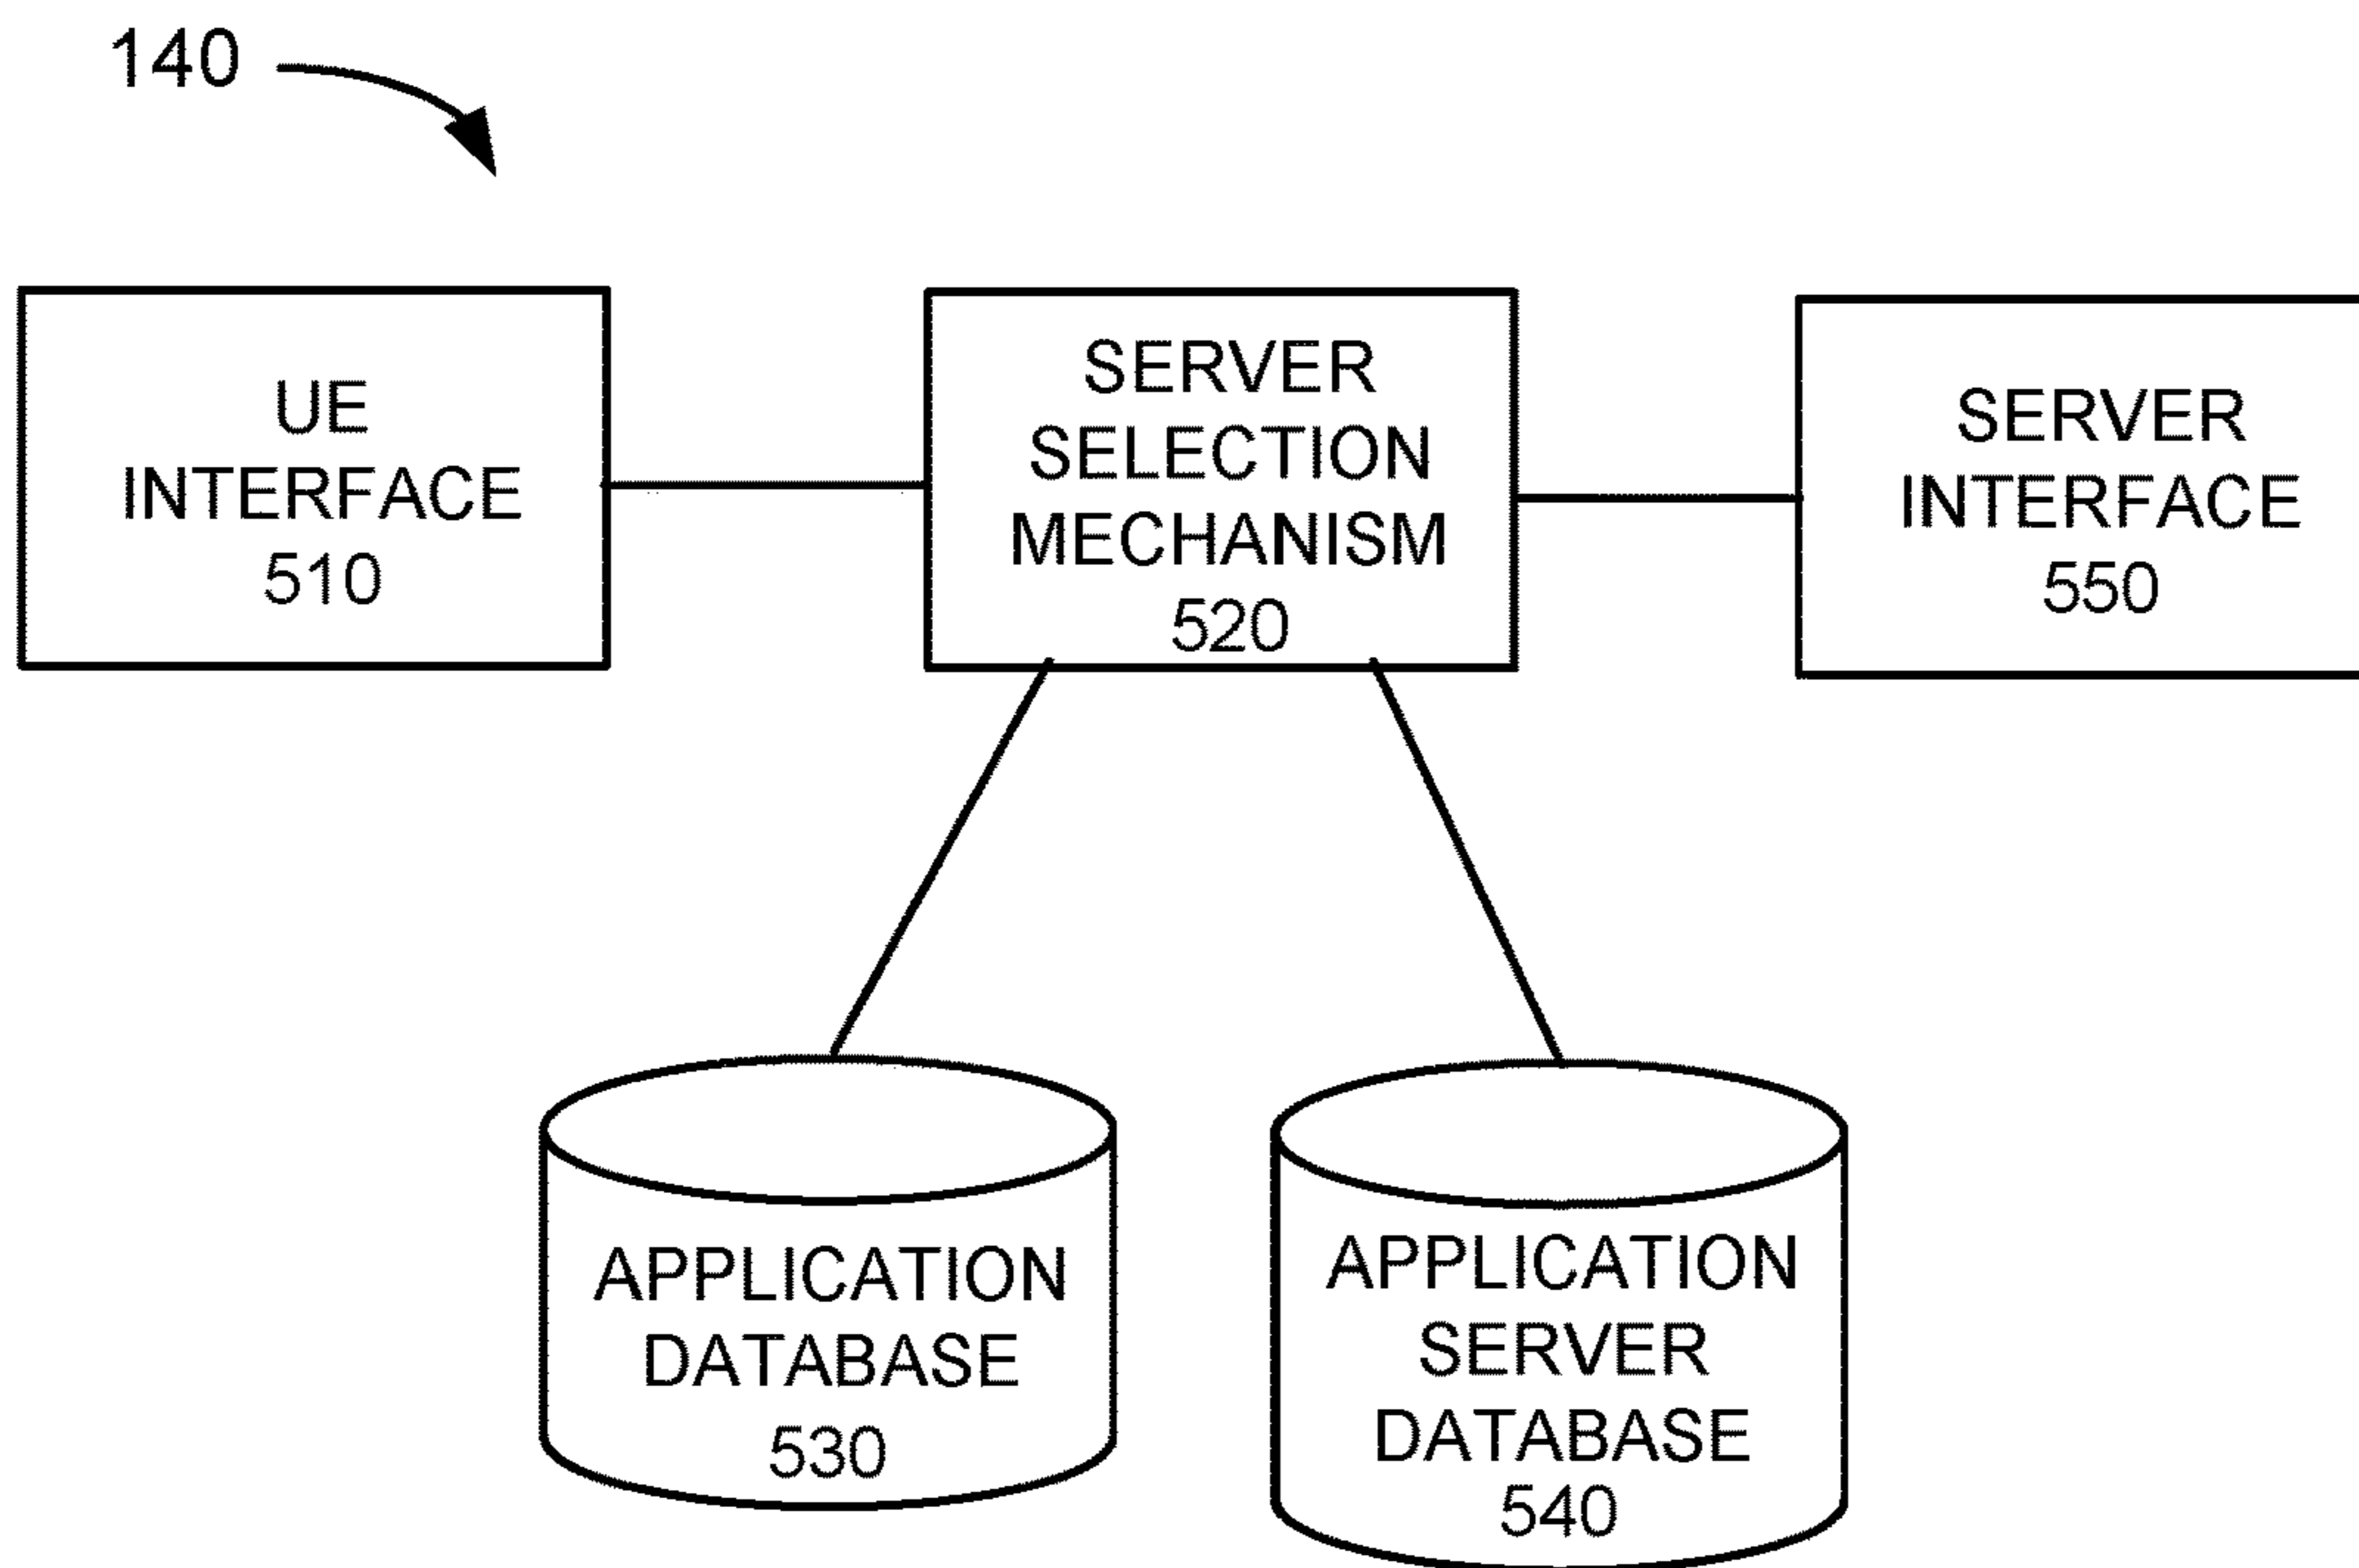 140
UE
INTERFACE
510
SERVER
SELECTION
MECHANISM
520
SERVER
INTERFACE
550
APPLICATION
DATABASE
530
APPLICATION
SERVER
DATABASE
540